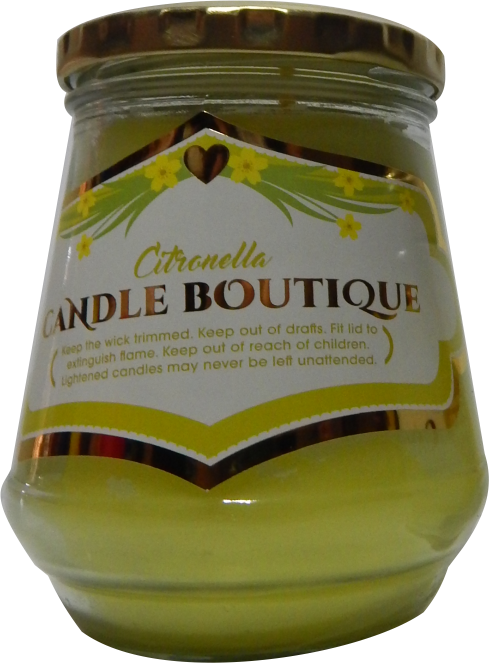 Citronella
CANDLE BOUTIQUE
Keep the wick trimmed. Keep out of drafts. Fit lid to
extinguish flame. Keep out of reach of children.
Lightened candles may never be left unattended.